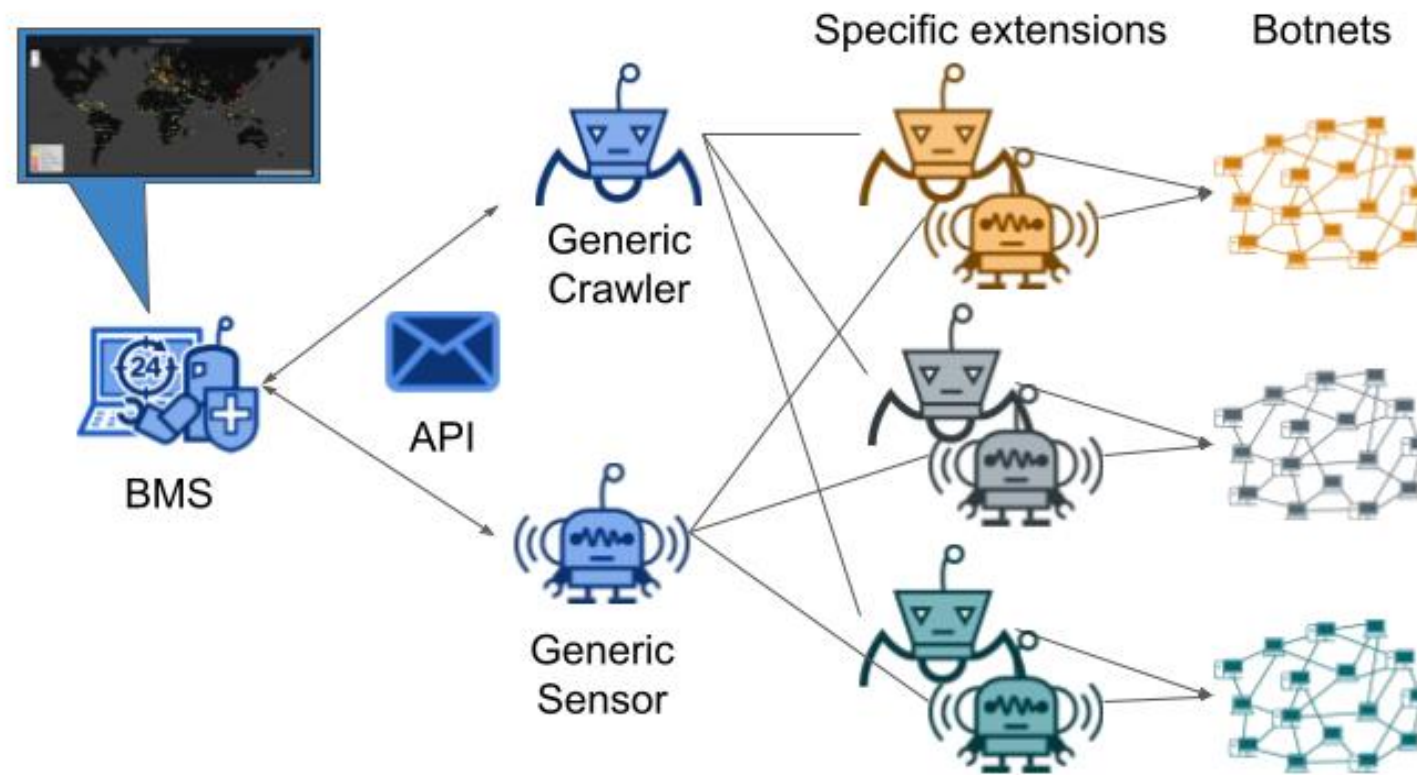 Specific extensions
Botnets
Generic
Crawler
24
API
BMS
Generic
Sensor